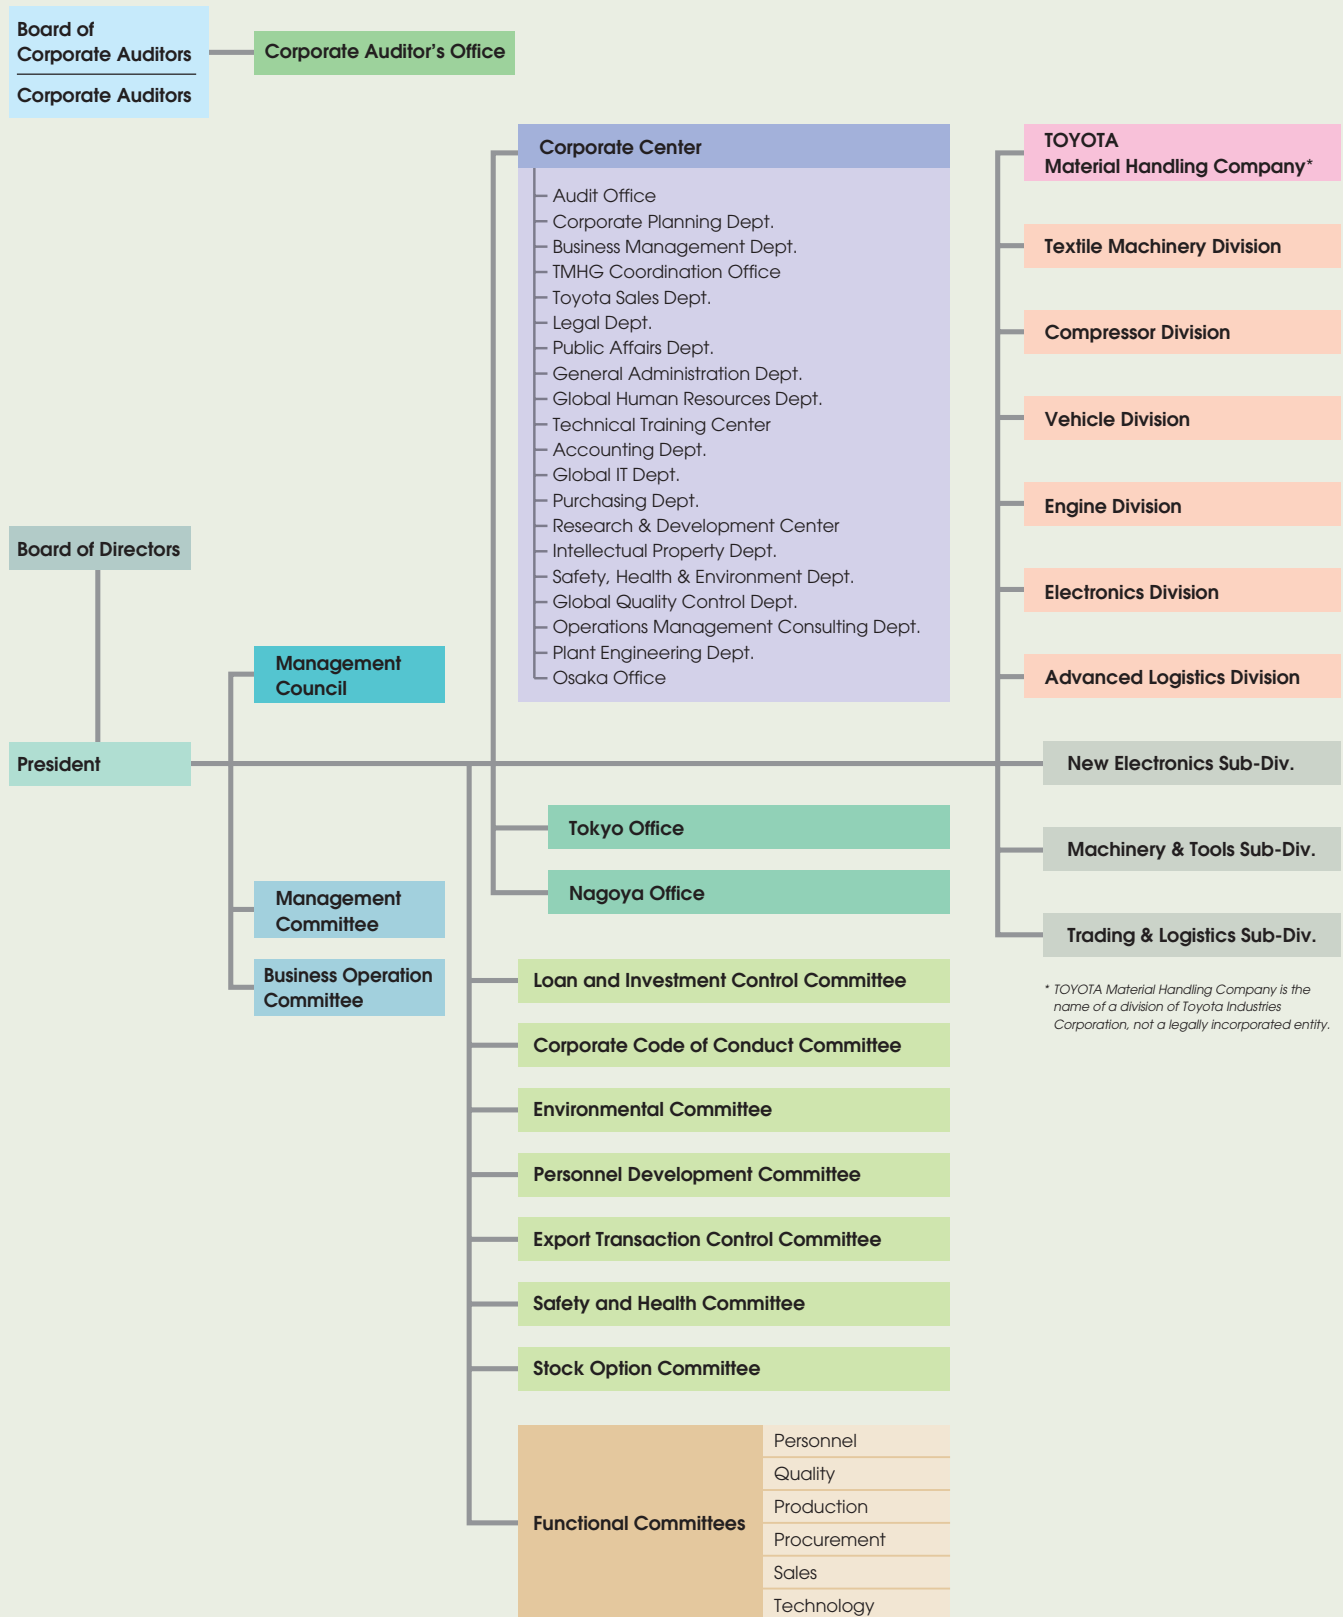 Board of
Corporate Auditors
Corporate Auditors
Corporate Auditor’s Office
Board of Directors
President
Management
Council
Management
Committee
Business Operation
Committee
Corporate Center
Audit Office
Corporate Planning Dept.
Business Management Dept.
TMHG Coordination Office
Toyota Sales Dept.
Legal Dept.
Public Affairs Dept.
General Administration Dept.
Global Human Resources Dept.
Technical Training Center
Accounting Dept.
Global IT Dept.
Purchasing Dept.
Research & Development Center
Intellectual Property Dept.
Safety, Health & Environment Dept.
Global Quality Control Dept.
Operations Management Consulting Dept.
Plant Engineering Dept.
Osaka Office
Tokyo Office
Nagoya Office
Loan and Investment Control Committee
Corporate Code of Conduct Committee
Environmental Committee
Personnel Development Committee
Export Transaction Control Committee
Safety and Health Committee
Stock Option Committee
Functional Committees
Personnel
Quality
Production
Procurement
Sales
Technology
TOYOTA
Material Handling Company*
Textile Machinery Division
Compressor Division
Vehicle Division
Engine Division
Electronics Division
Advanced Logistics Division
New Electronics Sub-Div.
Machinery & Tools Sub-Div.
Trading & Logistics Sub-Div.
* TOYOTA Material Handling Company is the
name of a division of Toyota Industries
Corporation, not a legally incorporated entity.